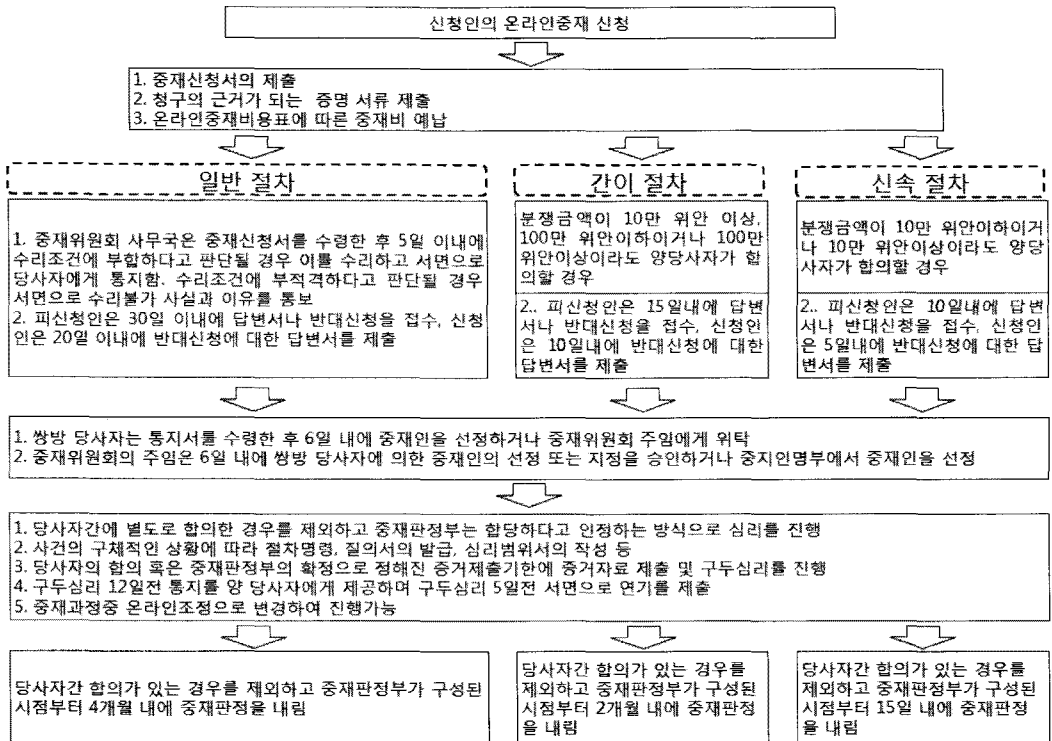 신청인의 온라인중재 신청
1. 중재신청서의 제출
2. 청구의 근거가 되는 증명 서류 제출
3. 온라인중재비용표에 따른 중재비 예납
일반 절차
1. 중재위원회 사무국은 중재신청서를 수령한 후 5일 이내에
수리조건에 부합하다고 판단될 경우 이를 수리하고 서면으로
당사자에게 통지함. 수리조건에 부적격하다고 판단될 경우
서면으로 수리불가 사실과 이유를 통보
2. 피신청인은 30일 이내에 답변서나 반대신청을 접수, 신청
인은 20일 이내에 반대신청에 대한 답변서를 제출
간이 절차
분쟁금액이 10만 위안 이상,
100만 위안이하이거나 100만
위안이상이라도 양당사자가 합
의할 경우
2.. 피신청인은 15일내에 답변
서나 반대신청을 접수, 신청인
은 10일내에 반대신청에 대한
답변서를 제출
신속 절차
분쟁금액이 10만 위안이하이거
나 10만 위안이상이라도 양당
사자가 합의할 경우
2.. 피신청인은 10일내에 답변
서나 반대신청을 접수, 신청인
은 5일내에 반대신청에 대한 답
변서를 제출
1. 쌍방 당사자는 통지서를 수령한 후 6일 내에 중재인을 선정하거나 중재위원회 주임에게 위탁
2. 중재위원회의 주임은 6일 내에 쌍방 당사자에 의한 중재인의 선정 또는 지정을 승인하거나 중지인명부에서 중재인을 선정
1. 당사자간에 별도로 합의한 경우를 제외하고 중재판정부는 합당하다고 인정하는 방식으로 심리를 진행
2. 사건의 구체적인 상황에 따라 절차명령, 질의서의 발급, 심리범위서의 작성 등
3. 당사자의 합의 혹은 중재판정부의 확정으로 정해진 증거제출기한에 증거자료 제출 및 구두심리를 진행
4. 구두심리 12일전 통지를 양 당사자에게 제공하며 구두심리 5일전 서면으로 연기를 제출
5. 중재과정중 온라인조정으로 변경하여 진행가능
당사자간 합의가 있는 경우를 제외하고 중재판정부가 구성된
시점부터 4개월 내에 중재판정을 내림
당사자간 합의가 있는 경우를
제외하고 중재판정부가 구성된
시점부터 2개월 내에 중재판정
을 내림
당사자간 합의가 있는 경우를
제외하고 중재판정부가 구성된
시점부터 15일 내에 중재판정
을 내림